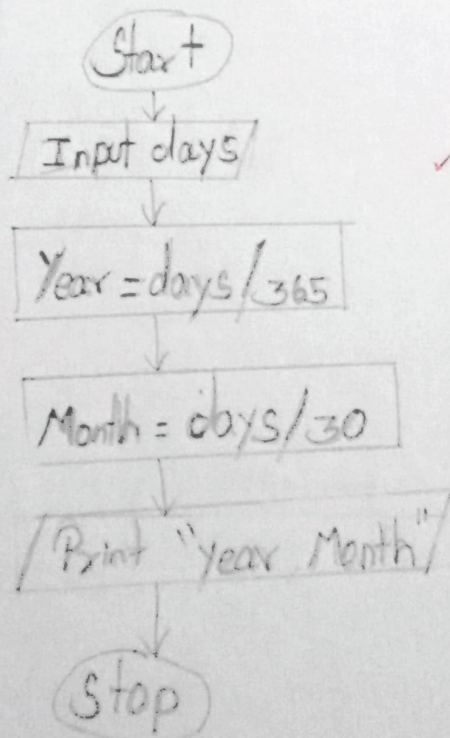 Start
Input days
Year = days / 365
Month = days / 30
Print "Year Month"
Stop